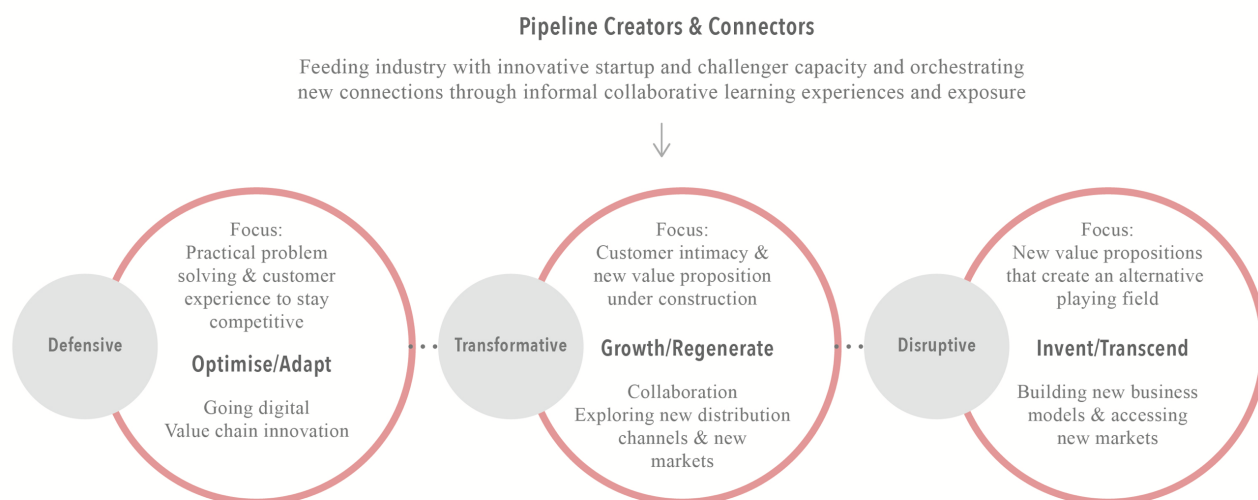 Pipeline Creators & Connectors
Feeding industry with innovative startup and challenger capacity and orchestrating
new connections through informal collaborative learning experiences and exposure
Defensive
Focus:
Practical problem
solving & customer
experience to stay
competitive
Optimise/Adapt
Going digital
Value chain innovation
Transformative
Focus:
Customer intimacy &
new value proposition
under construction
Growth/Regenerate
Collaboration
Exploring new distribution
channels & new
markets
Disruptive
Focus:
New value propositions
that create an alternative
playing field
Invent/Transcend
Building new business
models & accessing
new markets